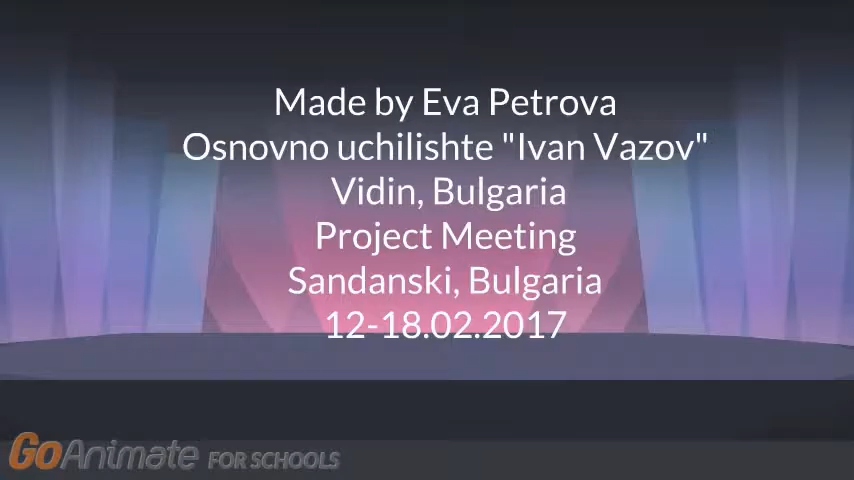 Made by Eva Petrova
Osnovno uchilishte "Ivan Vazov"
Vidin, Bulgaria
Project Meeting
Sandanski, Bulgaria
12-18.02.2017
GoAnimate FOR SCHOOLS